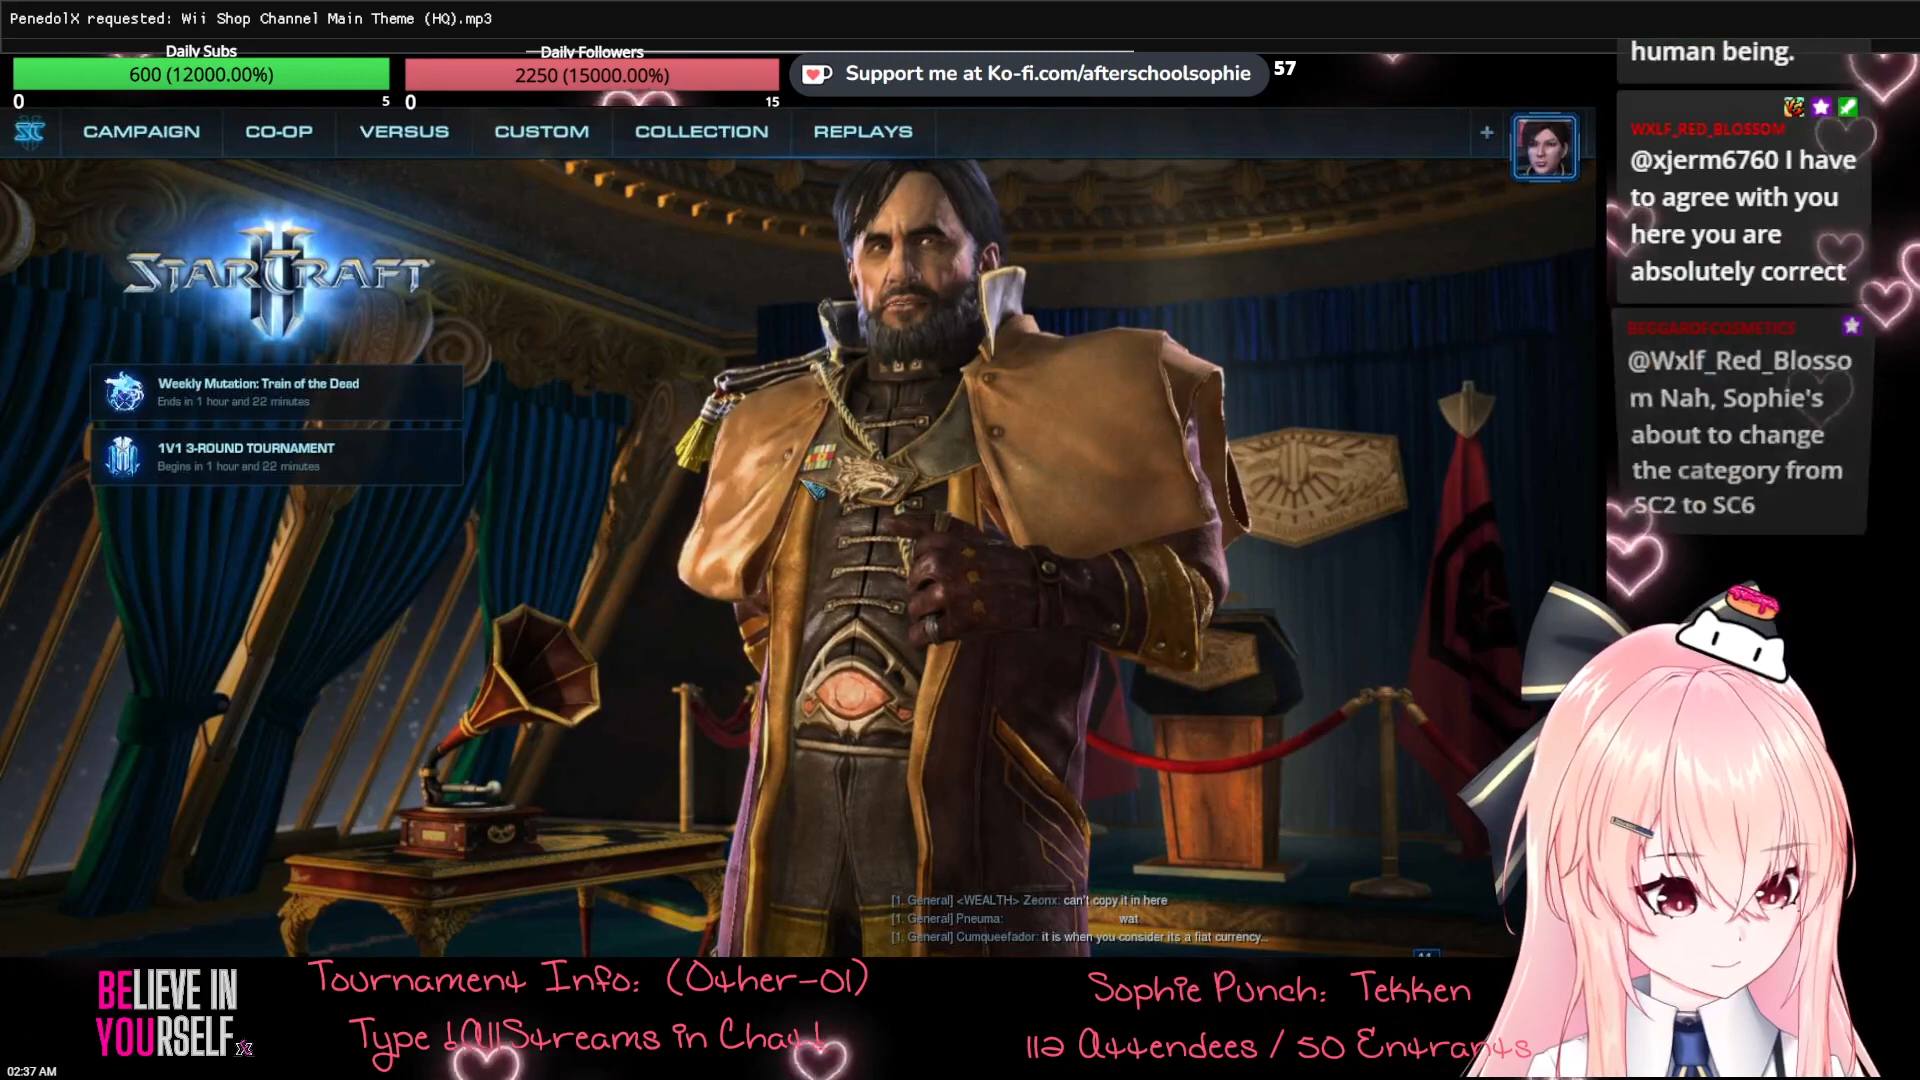 PenedolX requested: Wii Shop Channel Main Theme (HQ).mp3
Daily Subs
600 (12000.00%)
0
5
Daily Followers
2250 (15000.00%)
0
15
Support me at Ko-fi.com/afterschoolsophie
57
CAMPAIGN
CO-OP
VERSUS
CUSTOM
COLLECTION
REPLAYS
+
STARCRAFT
II
Weekly Mutation: Train of the Dead
Ends in 1 hour and 22 minutes
1V1 3-ROUND TOURNAMENT
Begins in 1 hour and 22 minutes
human being.
WXLF_RED_BLOSSOM
@xjerm6760 I have
to agree with you
here you are
absolutely correct
BEGGAROFCOSMETICS
@Wxlf_Red_Blosso
m Nah, Sophie's
about to change
the category from
SC2 to SC6
[1. General] <WEALTH> Zeonx: can't copy it in here
[1. General] Pneuma: wat
[1. General] Cumqueefador: it is when you consider its a fiat currency...
BELIEVE IN
YOURSELF
Tournament Info: (Other-01)
Type !AllStreams in Chat!
Sophie Punch: Tekken
112 Attendees / 50 Entrants
02:37 AM